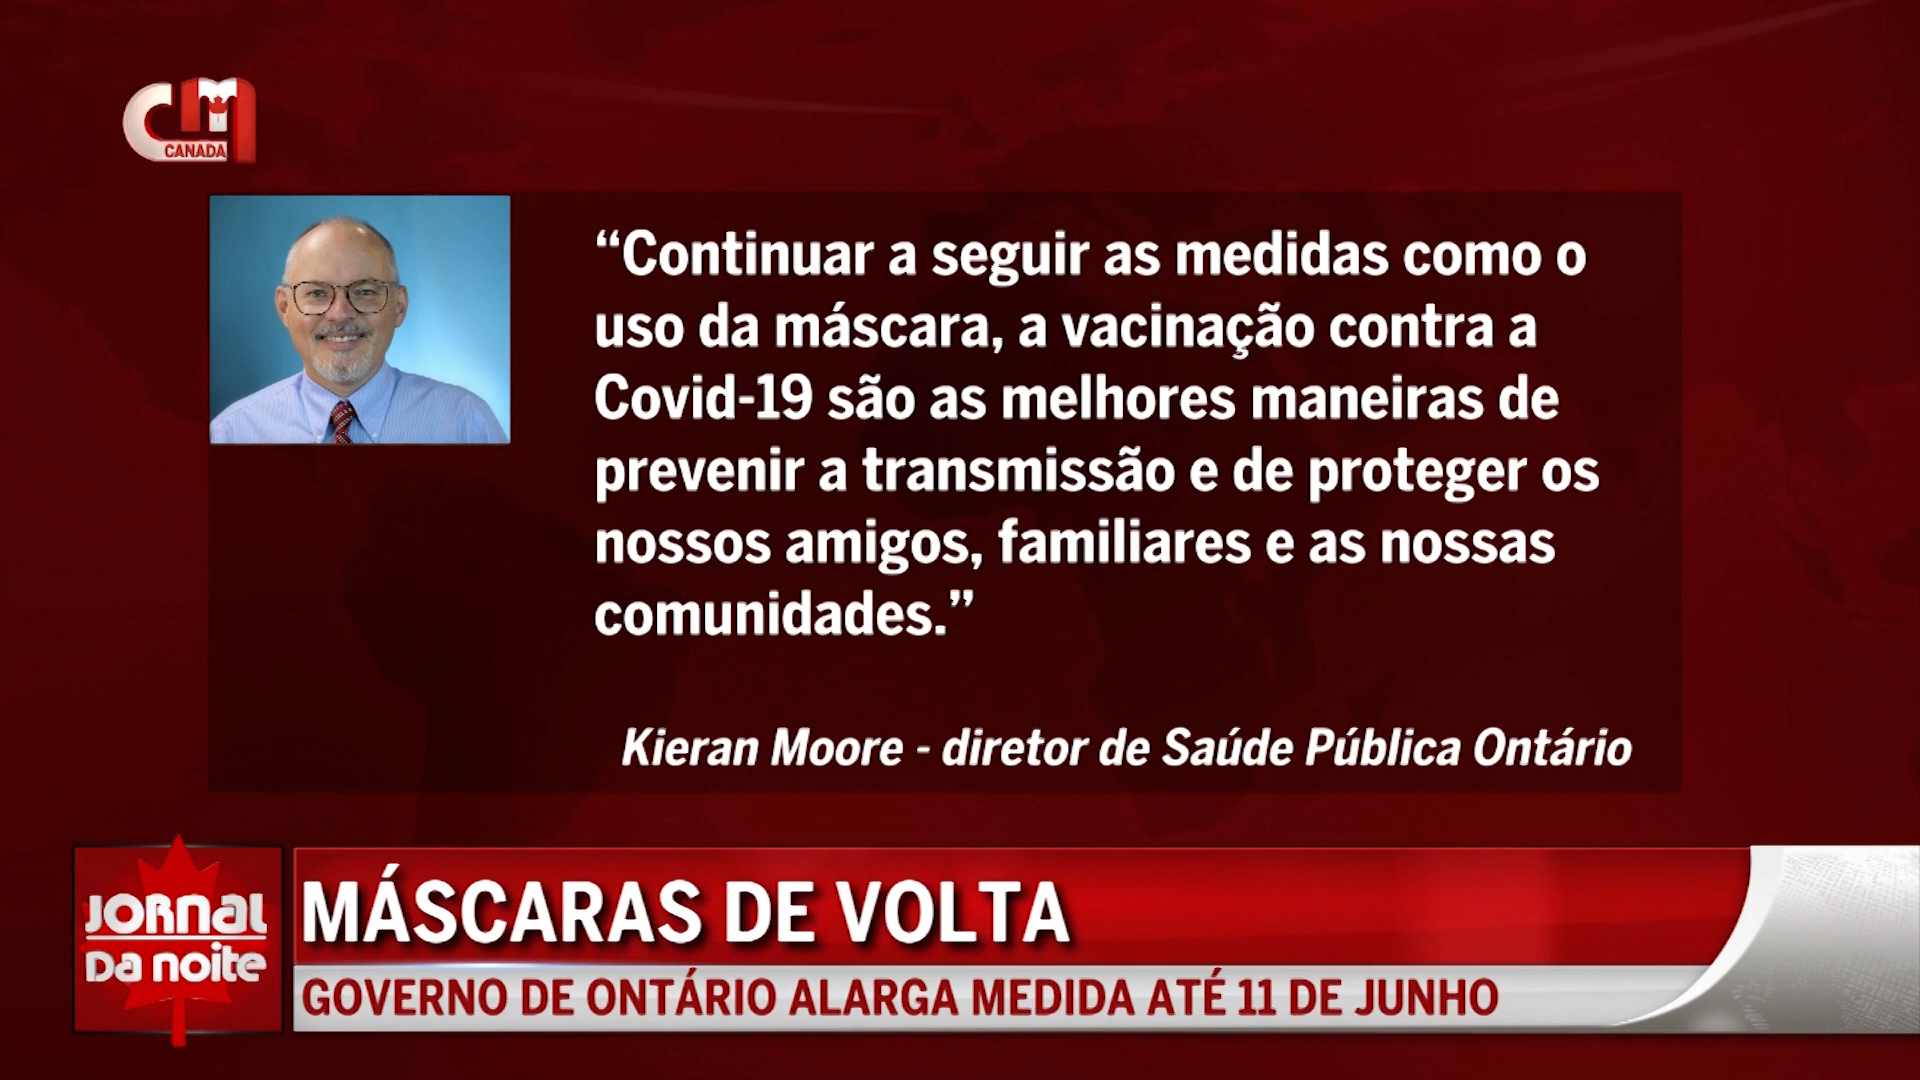 CM
CANADA
“Continuar a seguir as medidas como o
uso da máscara, a vacinação contra a
Covid-19 são as melhores maneiras de
prevenir a transmissão e de proteger os
nossos amigos, familiares e as nossas
comunidades.”
Kieran Moore - diretor de Saúde Pública Ontário
JORNAL
DA NOITE
MÁSCARAS DE VOLTA
GOVERNO DE ONTÁRIO ALARGA MEDIDA ATÉ 11 DE JUNHO